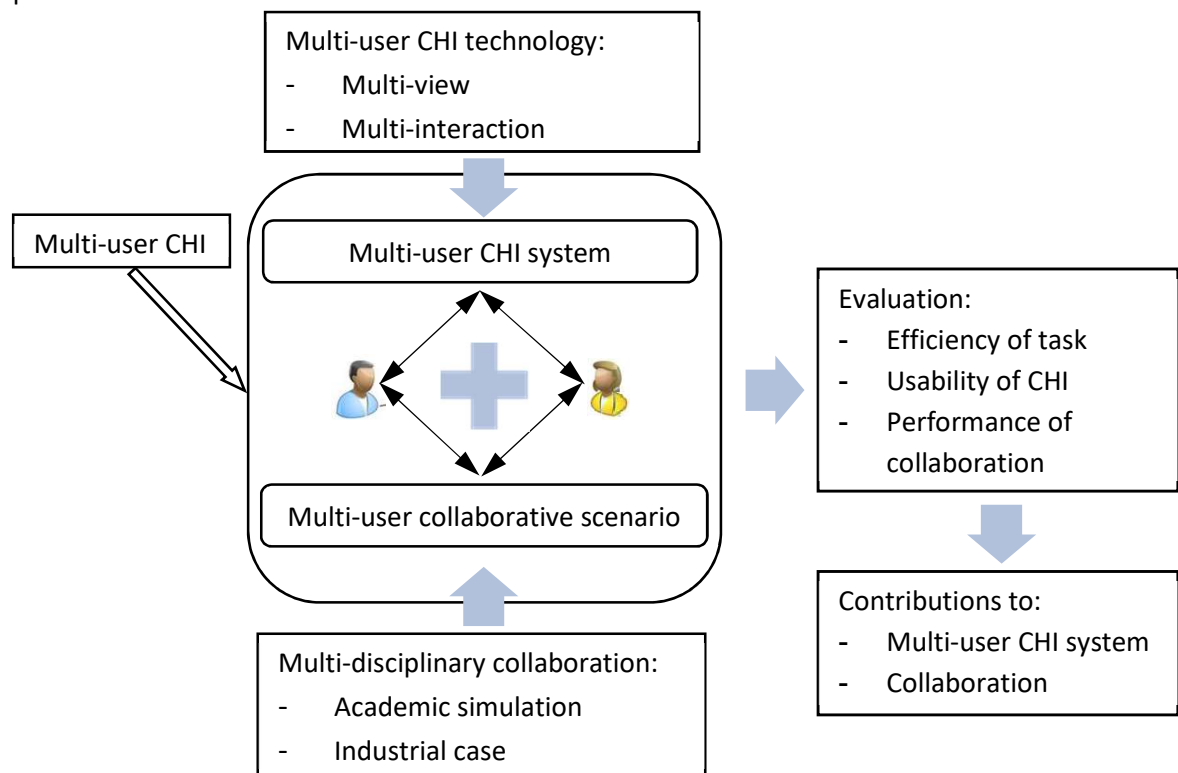 Multi-user CHI technology:
- Multi-view
- Multi-interaction
Multi-user CHI
Multi-user CHI system
Multi-user collaborative scenario
Multi-disciplinary collaboration:
- Academic simulation
- Industrial case
Evaluation:
- Efficiency of task
- Usability of CHI
- Performance of
collaboration
Contributions to:
- Multi-user CHI system
- Collaboration